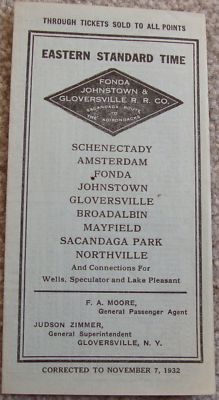 THROUGH TICKETS SOLD TO ALL POINTS
EASTERN STANDARD TIME
FONDA
JOHNSTOWN &
GLOVERSVILLE R. R. CO.
SACANDAGA ROUTE
TO
THE ADIRONDACKS
SCHENECTADY
AMSTERDAM
FONDA
JOHNSTOWN
GLOVERSVILLE
BROADALBIN
MAYFIELD
SACANDAGA PARK
NORTHVILLE
And Connections For
Wells, Speculator and Lake Pleasant
F. A. MOORE,
General Passenger Agent
JUDSON ZIMMER,
General Superintendent
GLOVERSVILLE, N. Y.
CORRECTED TO NOVEMBER 7, 1932